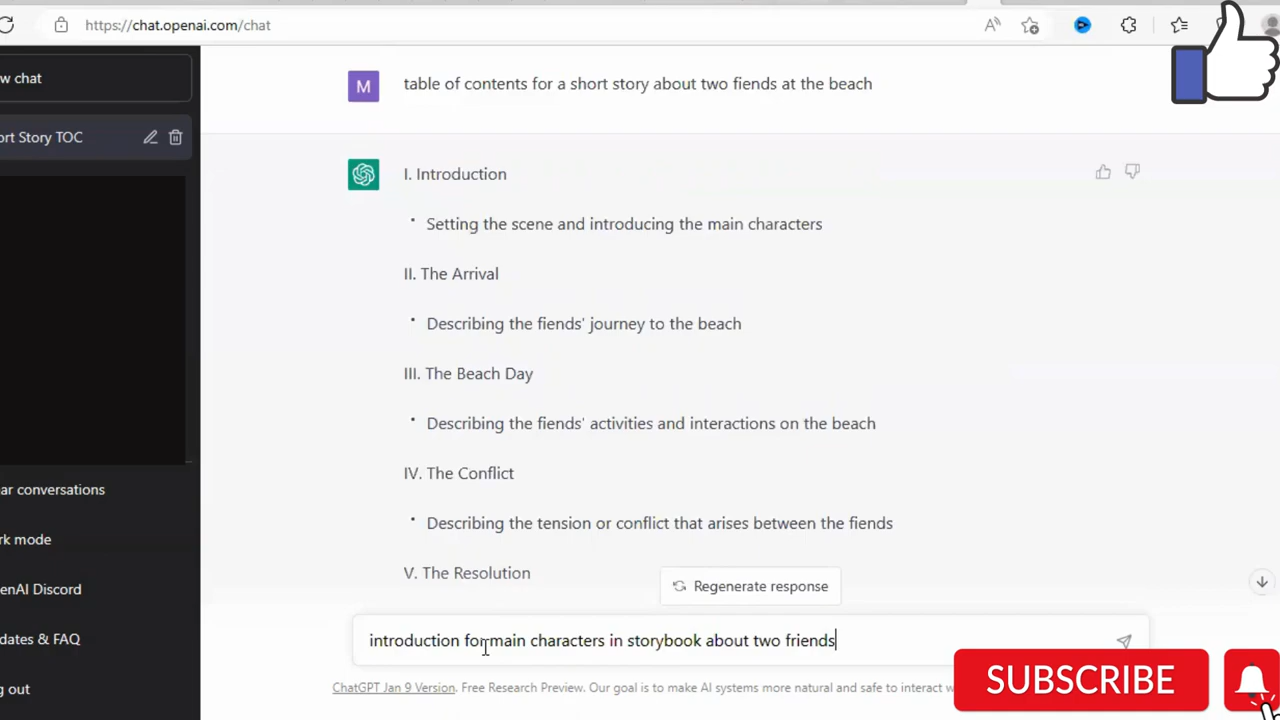 https://chat.openai.com/chat
w chat
M
table of contents for a short story about two fiends at the beach
ort Story TOC
I. Introduction
Setting the scene and introducing the main characters
II. The Arrival
Describing the fiends' journey to the beach
III. The Beach Day
Describing the fiends' activities and interactions on the beach
IV. The Conflict
ar conversations
Describing the tension or conflict that arises between the fiends
rk mode
V. The Resolution
Regenerate response
enAI Discord
introduction for main characters in storybook about two friends
dates & FAQ
ChatGPT Jan 9 Version. Free Research Preview. Our goal is to make AI systems more natural and safe to interact w
g out
SUBSCRIBE